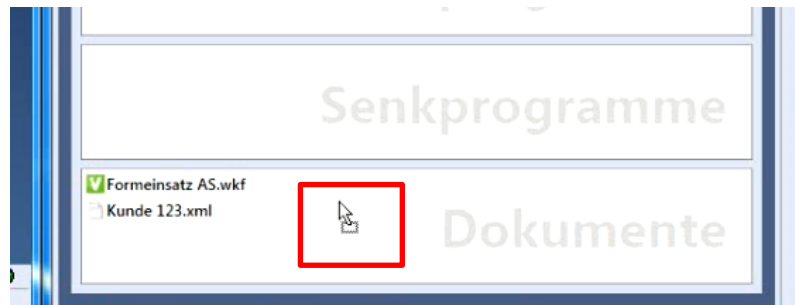 Senkprogramme
Formeinsatz AS.wkf
Kunde 123.xml
Dokumente